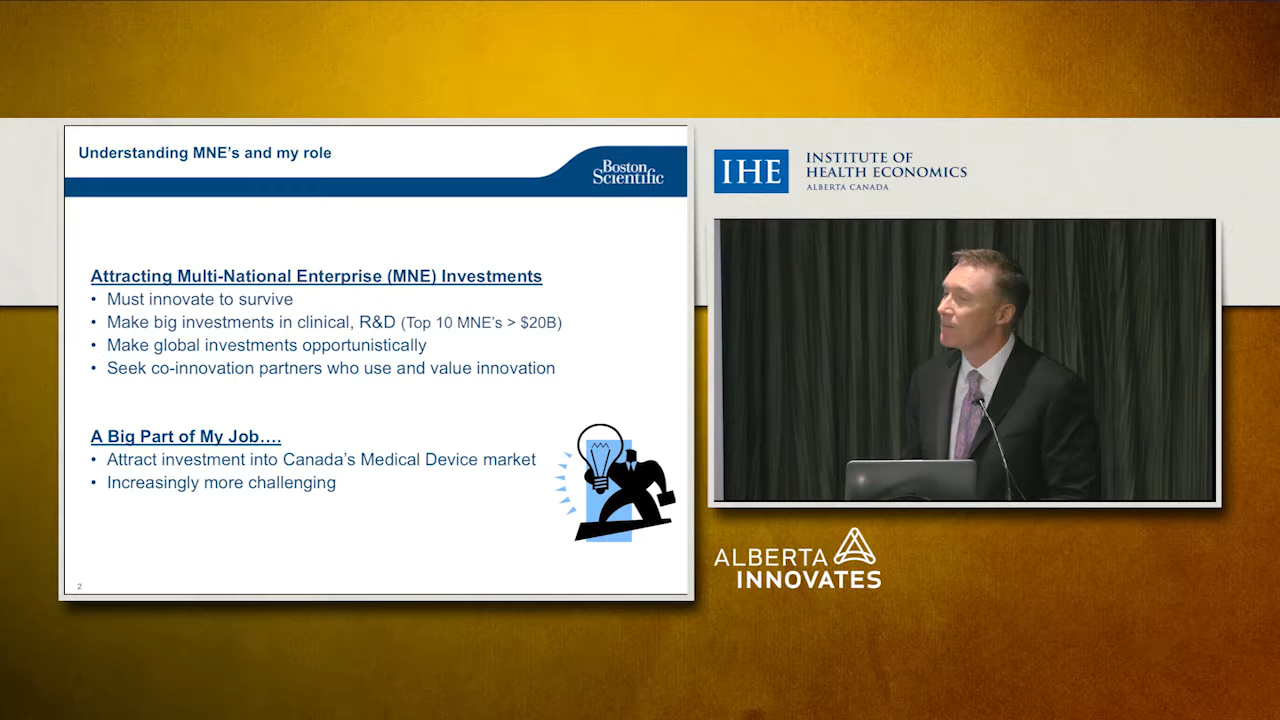 Understanding MNE's and my role
Boston
Scientific
Attracting Multi-National Enterprise (MNE) Investments
• Must innovate to survive
• Make big investments in clinical, R&D (Top 10 MNE's > $20B)
• Make global investments opportunistically
• Seek co-innovation partners who use and value innovation
A Big Part of My Job....
• Attract investment into Canada's Medical Device market
• Increasingly more challenging
2
IHE
INSTITUTE OF
HEALTH ECONOMICS
ALBERTA CANADA
ALBERTA
INNOVATES